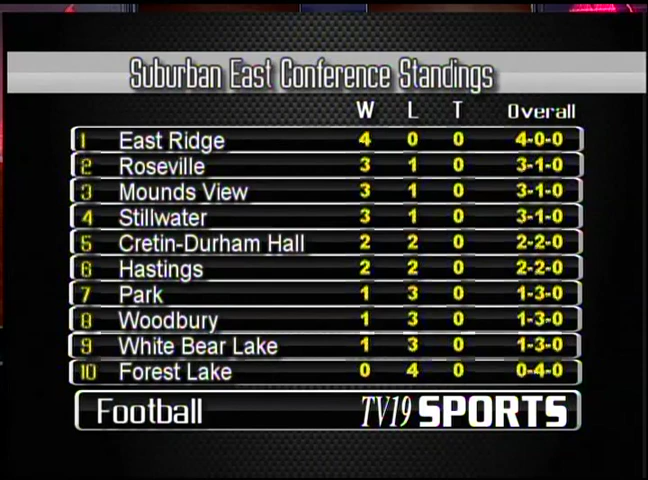 Suburban East Conference Standings
W L T Overall
1 East Ridge 4 0 0 4-0-0
2 Roseville 3 1 0 3-1-0
3 Mounds View 3 1 0 3-1-0
4 Stillwater 3 1 0 3-1-0
5 Cretin-Durham Hall 2 2 0 2-2-0
6 Hastings 2 2 0 2-2-0
7 Park 1 3 0 1-3-0
8 Woodbury 1 3 0 1-3-0
9 White Bear Lake 1 3 0 1-3-0
10 Forest Lake 0 4 0 0-4-0
Football TV19 SPORTS